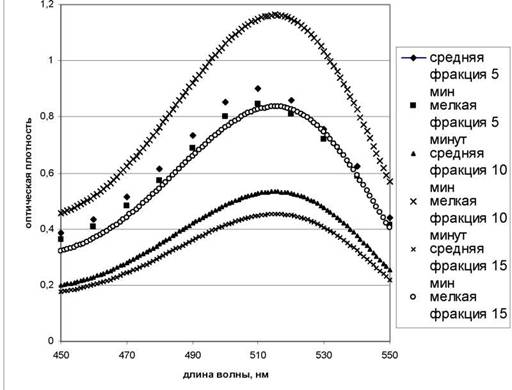 1,2
1
0,8
0,6
0,4
0,2
0
оптическая плотность
450 470 490 510 530 550
длина волны, нм
средняя
фракция 5
мин
мелкая
фракция 5
минут
средняя
фракция 10
мин
мелкая
фракция 10
минут
средняя
фракция 15
мин
мелкая
фракция 15